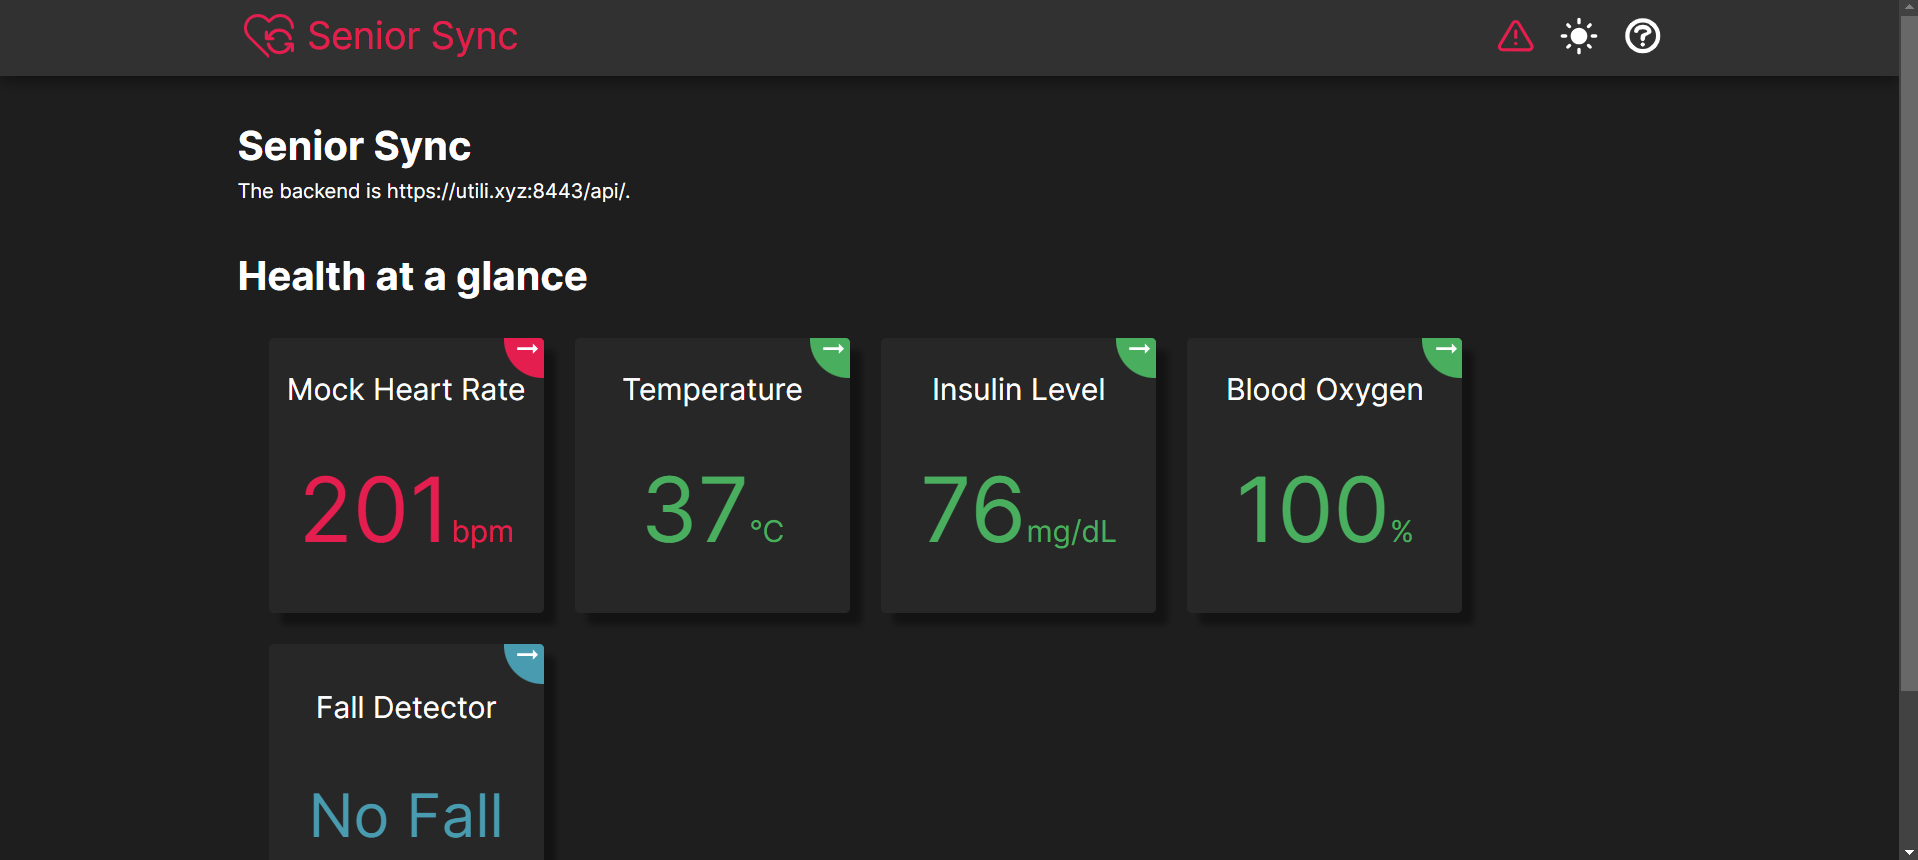 Senior Sync
Senior Sync
The backend is https://utili.xyz:8443/api/.
Health at a glance
Mock Heart Rate
201 bpm
Temperature
37 °C
Insulin Level
76 mg/dL
Blood Oxygen
100 %
Fall Detector
No Fall